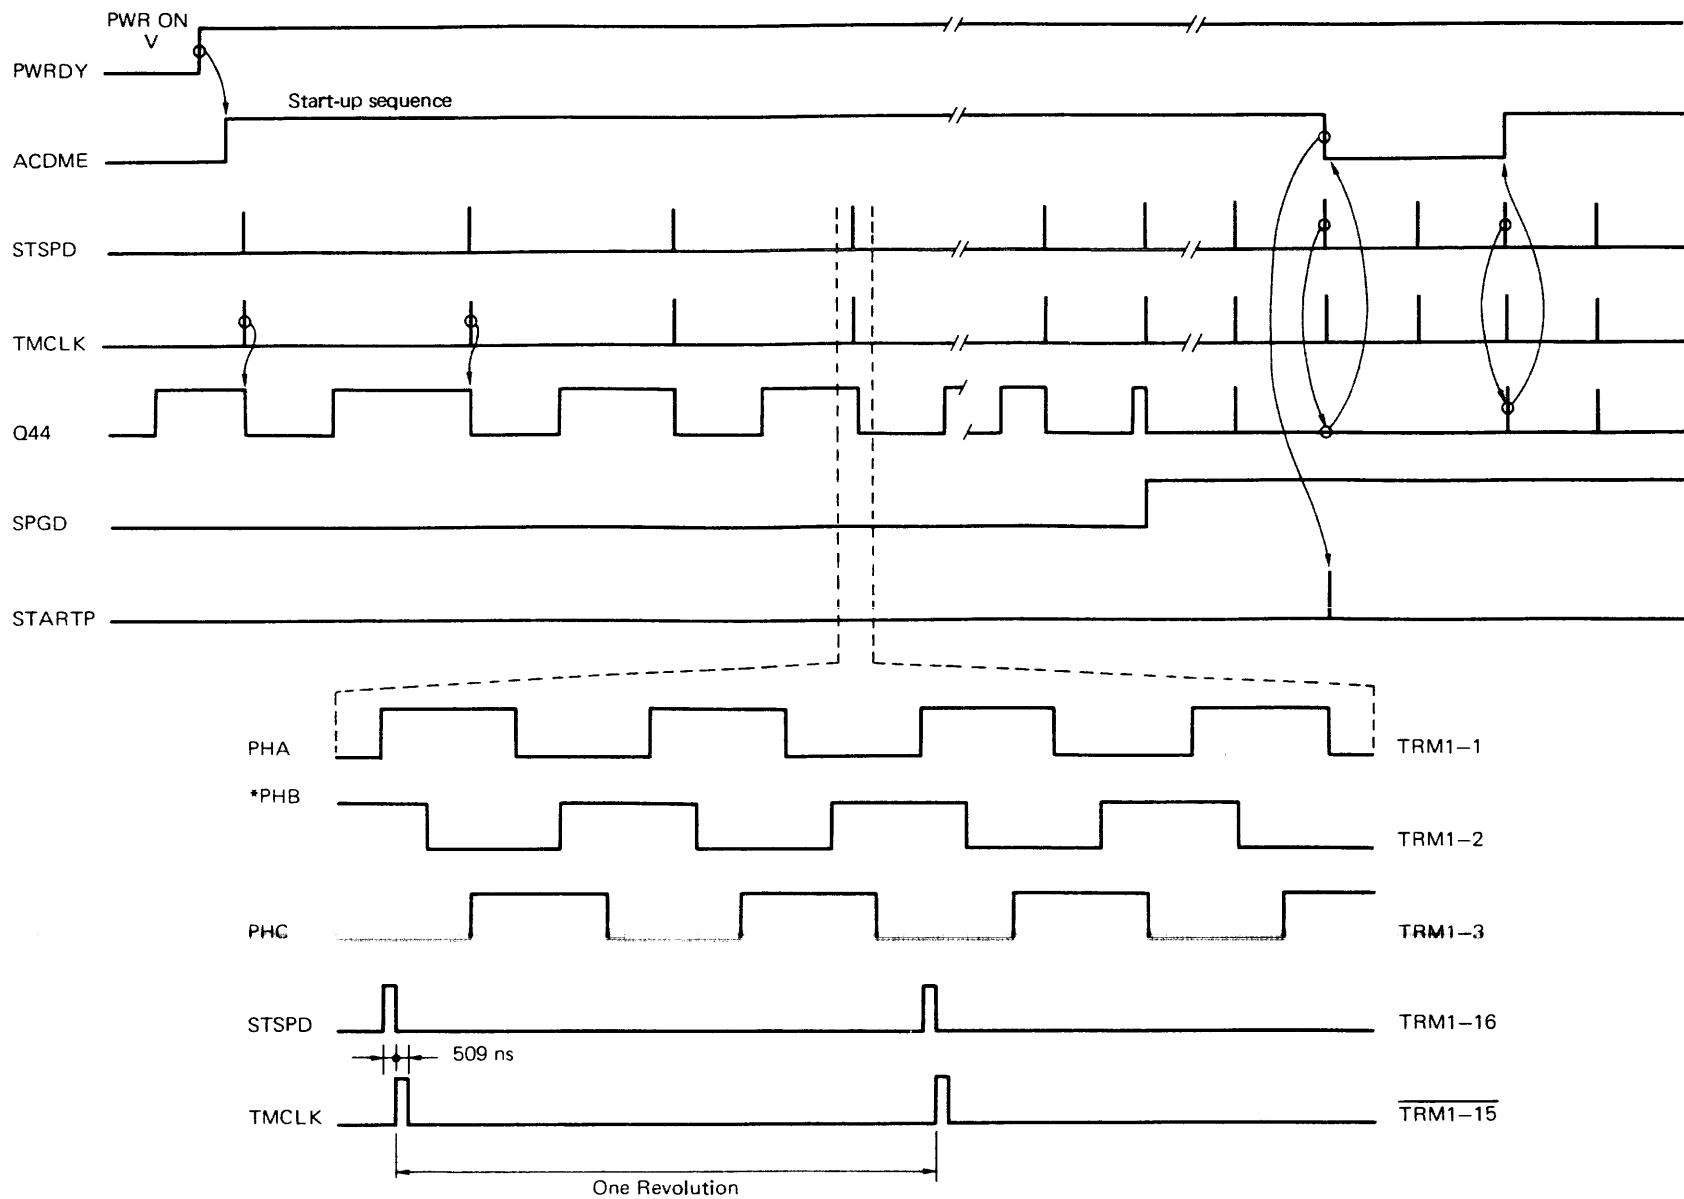 PWR ON
V
PWRDY
Start-up sequence
ACDME
STSPD
TMCLK
Q44
SPGD
STARTP
PHA
TRM1-1
*PHB
TRM1-2
PHC
TRM1-3
STSPD
TRM1-16
509 ns
TMCLK
TRM1-15
One Revolution